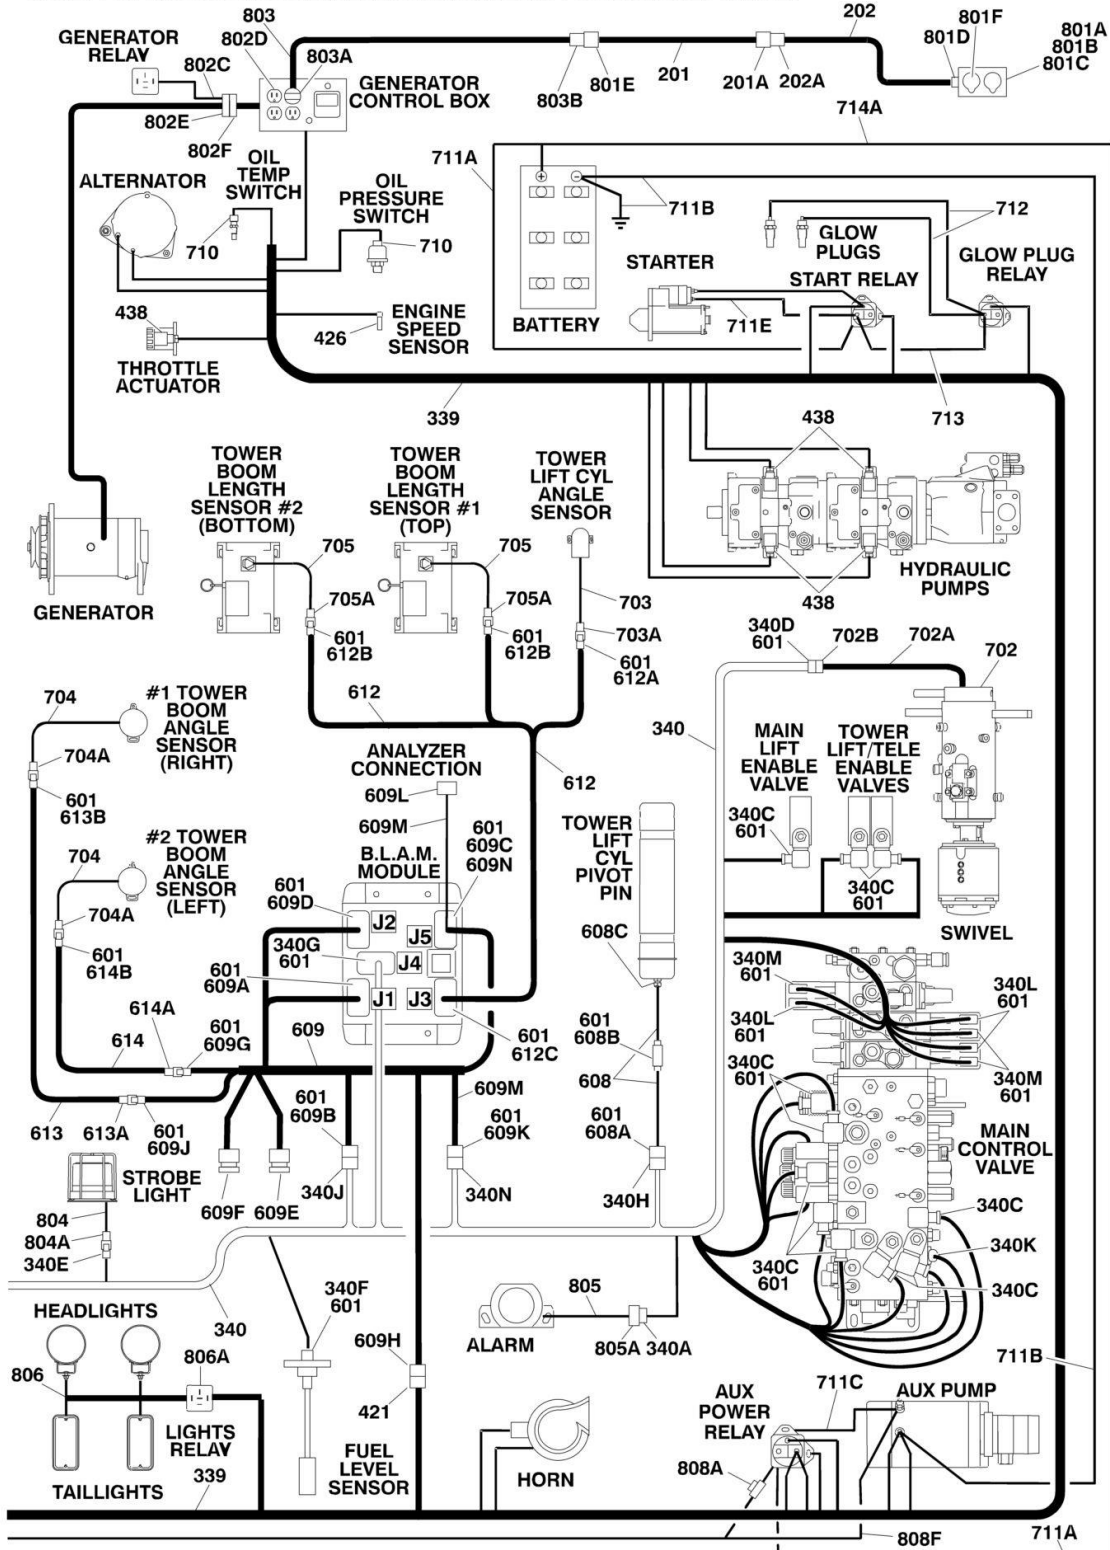 803
802D
GENERATOR
RELAY
802C
803A
GENERATOR
CONTROL BOX
802E
802F
803B
801E
201
201A
202A
202
801D
801F
801A
801B
801C
714A
711A
ALTERNATOR
OIL
TEMP
SWITCH
710
OIL
PRESSURE
SWITCH
710
+
-
711B
BATTERY
712
GLOW
PLUGS
STARTER
START RELAY
GLOW PLUG
RELAY
711E
713
438
THROTTLE
ACTUATOR
426
ENGINE
SPEED
SENSOR
339
438
HYDRAULIC
PUMPS
438
GENERATOR
TOWER
BOOM
LENGTH
SENSOR #2
(BOTTOM)
705
705A
601
612B
TOWER
BOOM
LENGTH
SENSOR #1
(TOP)
705
705A
601
612B
TOWER
LIFT CYL
ANGLE
SENSOR
703
703A
601
612A
612
612
340D
601
702B
702A
702
340
704
#1 TOWER
BOOM
ANGLE
SENSOR
(RIGHT)
704A
601
613B
704
#2 TOWER
BOOM
ANGLE
SENSOR
(LEFT)
704A
601
614B
ANALYZER
CONNECTION
609L
609M
601
609C
609N
B.L.A.M.
MODULE
601
609D
340G
601
601
609A
J2
J5
J4
J1
J3
601
612C
TOWER
LIFT
CYL
PIVOT
PIN
608C
601
608B
608
601
608A
340H
MAIN
LIFT
ENABLE
VALVE
340C
601
TOWER
LIFT/TELE
ENABLE
VALVES
340C
601
SWIVEL
340M
601
340L
601
340L
601
340M
601
340C
601
MAIN
CONTROL
VALVE
340C
340K
340C
340C
601
614
614A
601
609G
609
613
613A
601
609J
601
609B
609M
601
609K
340J
340N
609F
609E
STROBE
LIGHT
804
804A
340E
340
340F
601
HEADLIGHTS
806
806A
LIGHTS
RELAY
TAILLIGHTS
339
FUEL
LEVEL
SENSOR
609H
421
ALARM
805
805A
340A
HORN
AUX
POWER
RELAY
711C
AUX PUMP
711B
808A
808F
711A